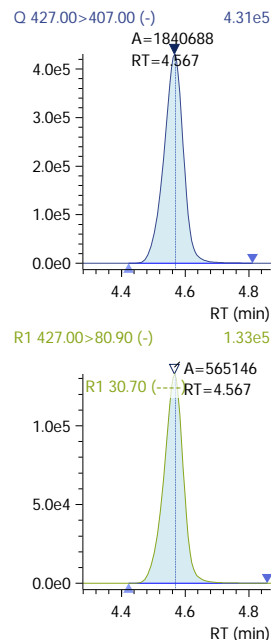 Q 427.00>407.00 (-) 4.31e5
A=1840688
RT=4.567
4.0e5
3.0e5
2.0e5
1.0e5
0.0e0
4.4 4.6 4.8
RT (min)
R1 427.00>80.90 (-) 1.33e5
A=565146
R1 30.70 (----)
RT=4.567
1.0e5
5.0e4
0.0e0
4.4 4.6 4.8
RT (min)